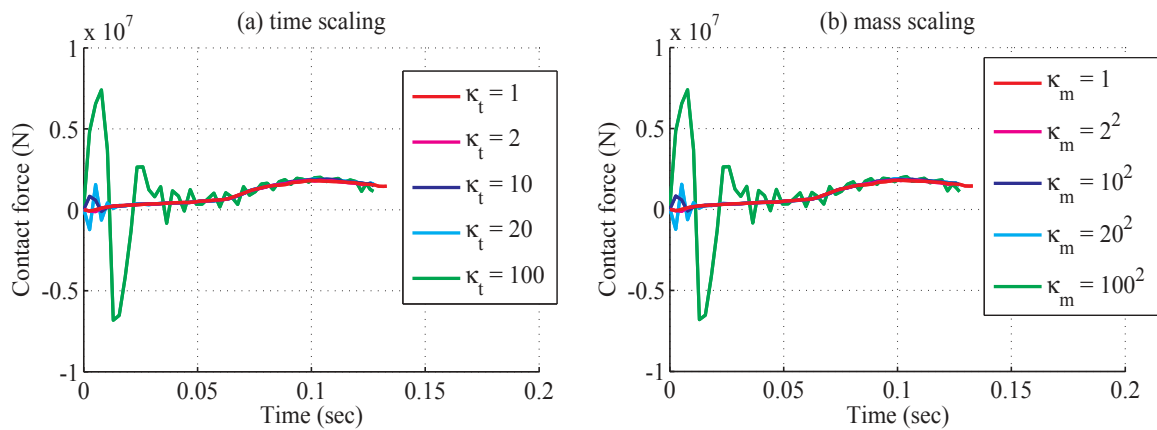 (a) time scaling
x 10^7
1
0.5
0
-0.5
-1
Contact force (N)
0
0.05
0.1
0.15
0.2
Time (sec)
κ_t = 1
κ_t = 2
κ_t = 10
κ_t = 20
κ_t = 100
(b) mass scaling
x 10^7
1
0.5
0
-0.5
-1
Contact force (N)
0
0.05
0.1
0.15
0.2
Time (sec)
κ_m = 1
κ_m = 2^2
κ_m = 10^2
κ_m = 20^2
κ_m = 100^2